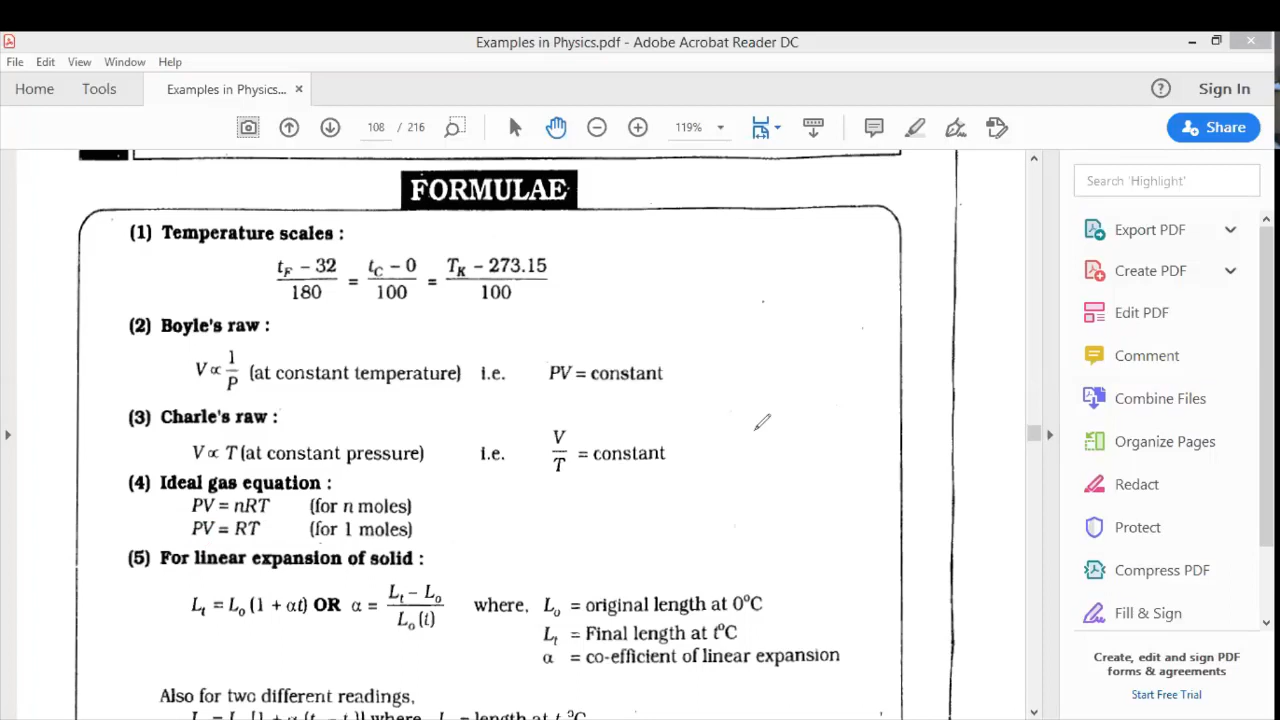 Examples in Physics.pdf - Adobe Acrobat Reader DC
File Edit View Window Help
Home Tools Examples in Physics... × ? Sign In
108 / 216 119% Share
FORMULAE
Search 'Highlight'
(1) Temperature scales :
t_F – 32 / 180 = t_C – 0 / 100 = T_K – 273.15 / 100
(2) Boyle's raw :
V ∝ 1/P (at constant temperature) i.e. PV = constant
(3) Charle's raw :
V ∝ T (at constant pressure) i.e. V/T = constant
(4) Ideal gas equation :
PV = nRT (for n moles)
PV = RT (for 1 moles)
(5) For linear expansion of solid :
L_t = L_o (1 + αt) OR α = L_t – L_o / L_o (t) where, L_o = original length at 0°C
L_t = Final length at t°C
α = co-efficient of linear expansion
Also for two different readings,
Export PDF
Create PDF
Edit PDF
Comment
Combine Files
Organize Pages
Redact
Protect
Compress PDF
Fill & Sign
Create, edit and sign PDF
forms & agreements
Start Free Trial